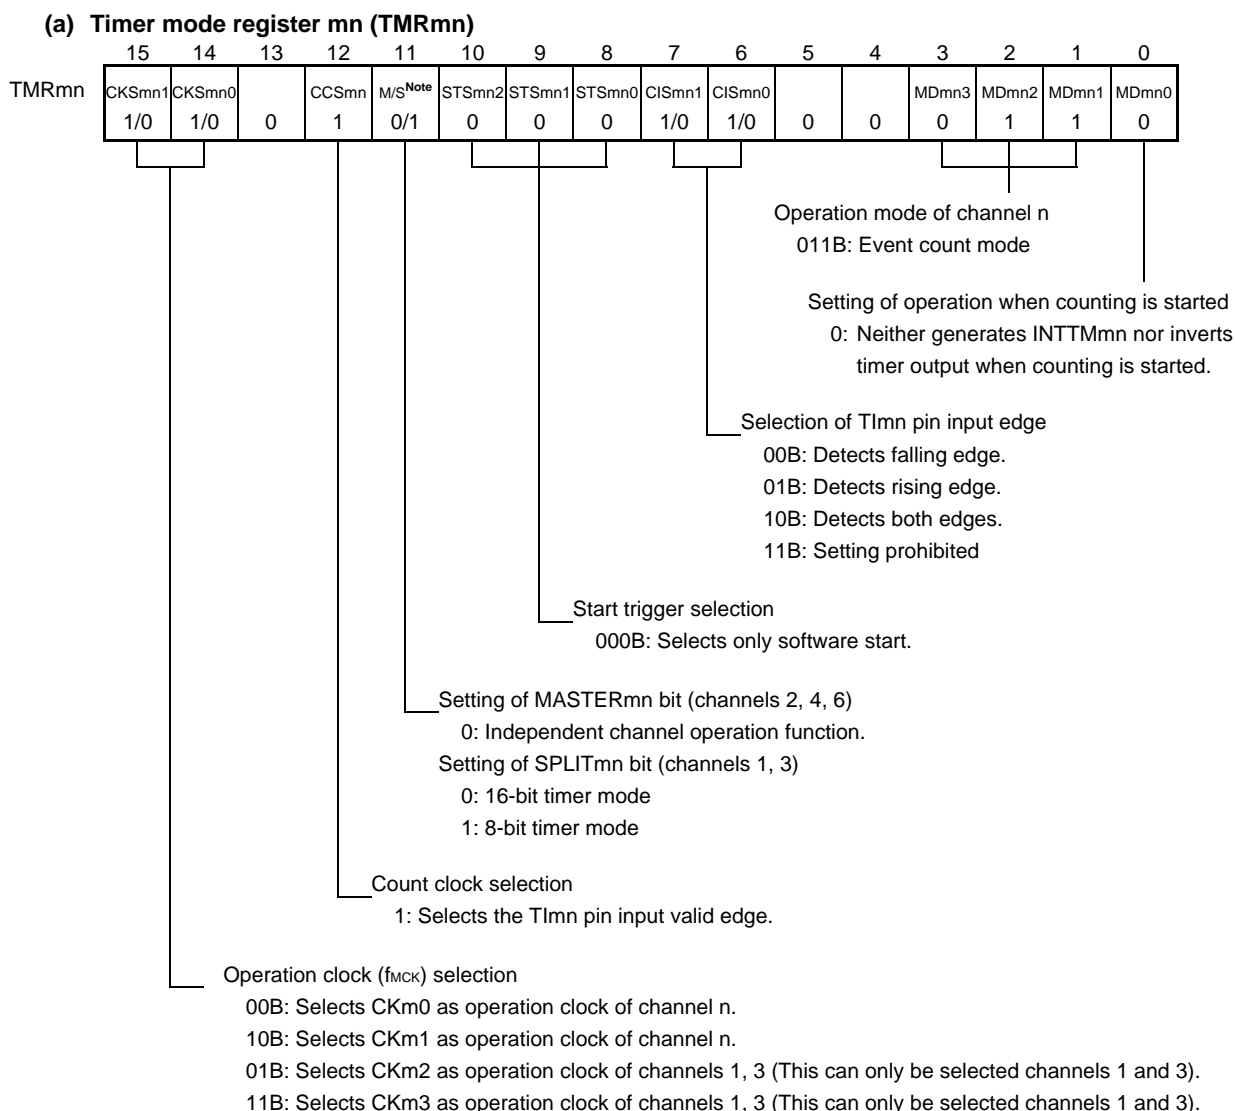 (a) Timer mode register mn (TMRmn)
15 14 13 12 11 10 9 8 7 6 5 4 3 2 1 0
TMRmn CKSmn1 CKSmn0 CCSmn M/S Note STSmn2 STSmn1 STSmn0 CISmn1 CISmn0 MDmn3 MDmn2 MDmn1 MDmn0
1/0 1/0 0 1 0/1 0 0 0 1/0 1/0 0 0 0 1 1 0
Operation mode of channel n
011B: Event count mode
Setting of operation when counting is started
0: Neither generates INTTMmn nor inverts
timer output when counting is started.
Selection of TImn pin input edge
00B: Detects falling edge.
01B: Detects rising edge.
10B: Detects both edges.
11B: Setting prohibited
Start trigger selection
000B: Selects only software start.
Setting of MASTERmn bit (channels 2, 4, 6)
0: Independent channel operation function.
Setting of SPLITmn bit (channels 1, 3)
0: 16-bit timer mode
1: 8-bit timer mode
Count clock selection
1: Selects the TImn pin input valid edge.
Operation clock (fMCK) selection
00B: Selects CKm0 as operation clock of channel n.
10B: Selects CKm1 as operation clock of channel n.
01B: Selects CKm2 as operation clock of channels 1, 3 (This can only be selected channels 1 and 3).
11B: Selects CKm3 as operation clock of channels 1, 3 (This can only be selected channels 1 and 3).